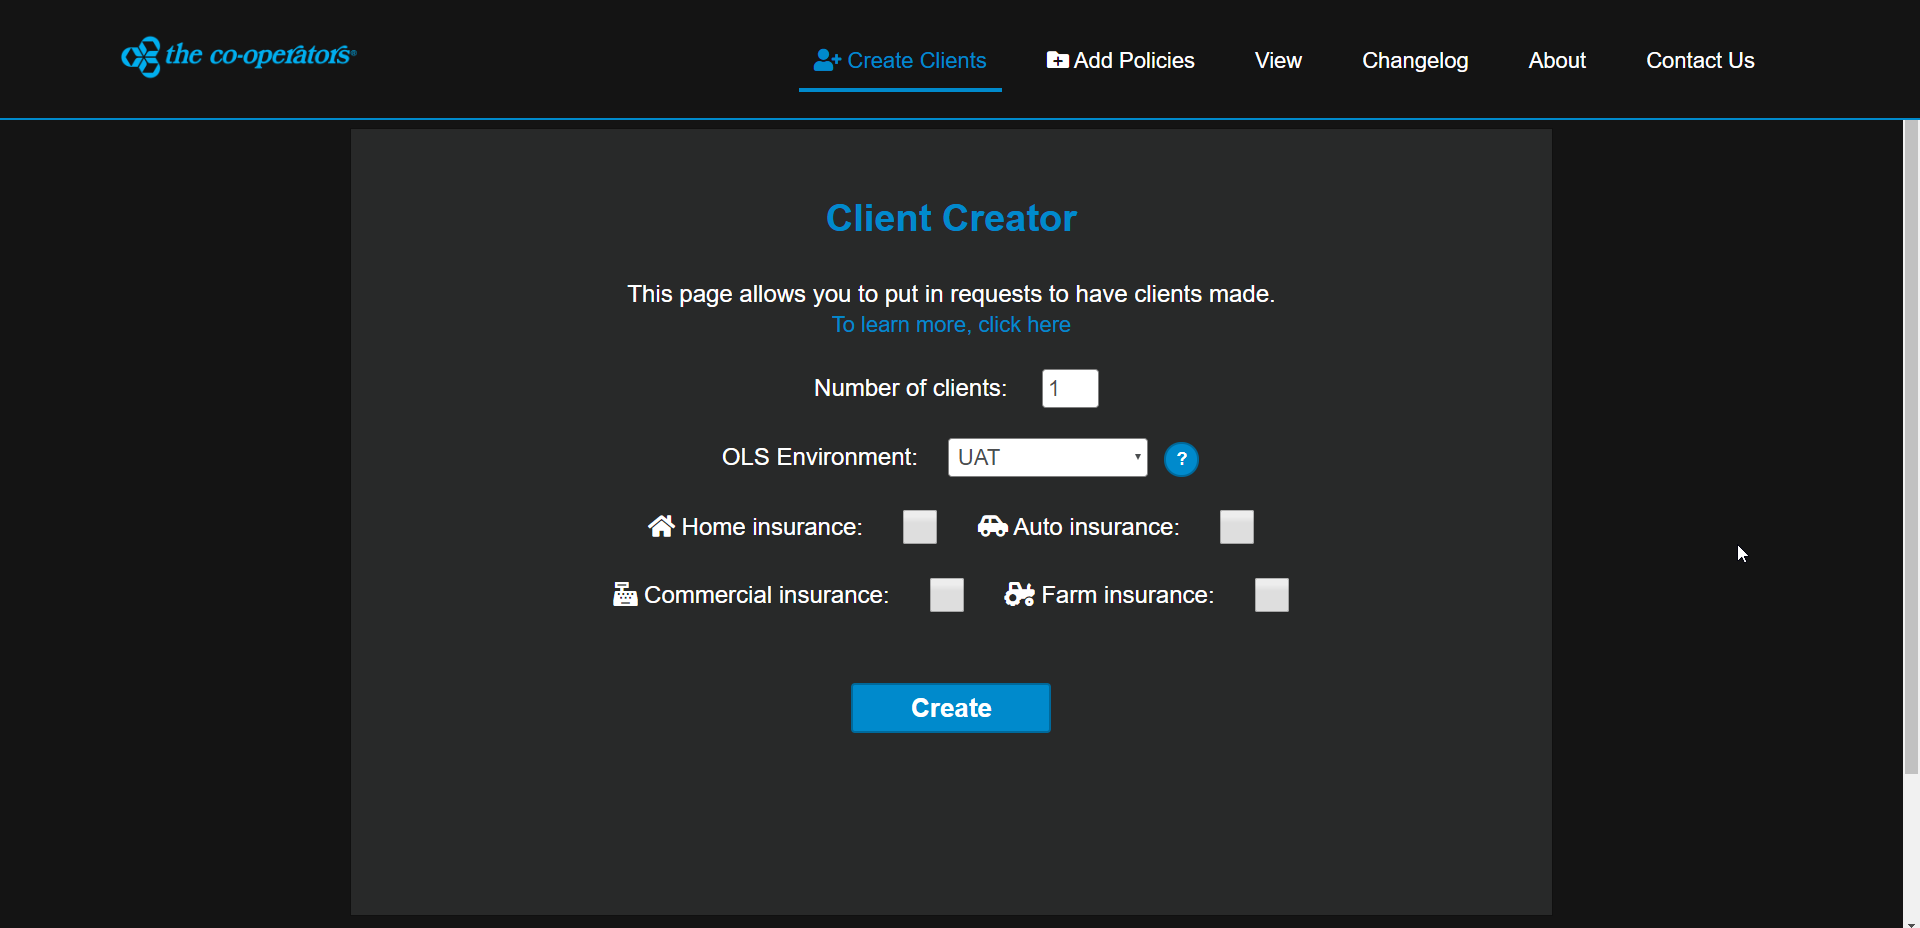 the co-operators®
Create Clients
Add Policies
View
Changelog
About
Contact Us
Client Creator
This page allows you to put in requests to have clients made.
To learn more, click here
Number of clients: 1
OLS Environment: UAT ?
Home insurance: Auto insurance:
Commercial insurance: Farm insurance:
Create